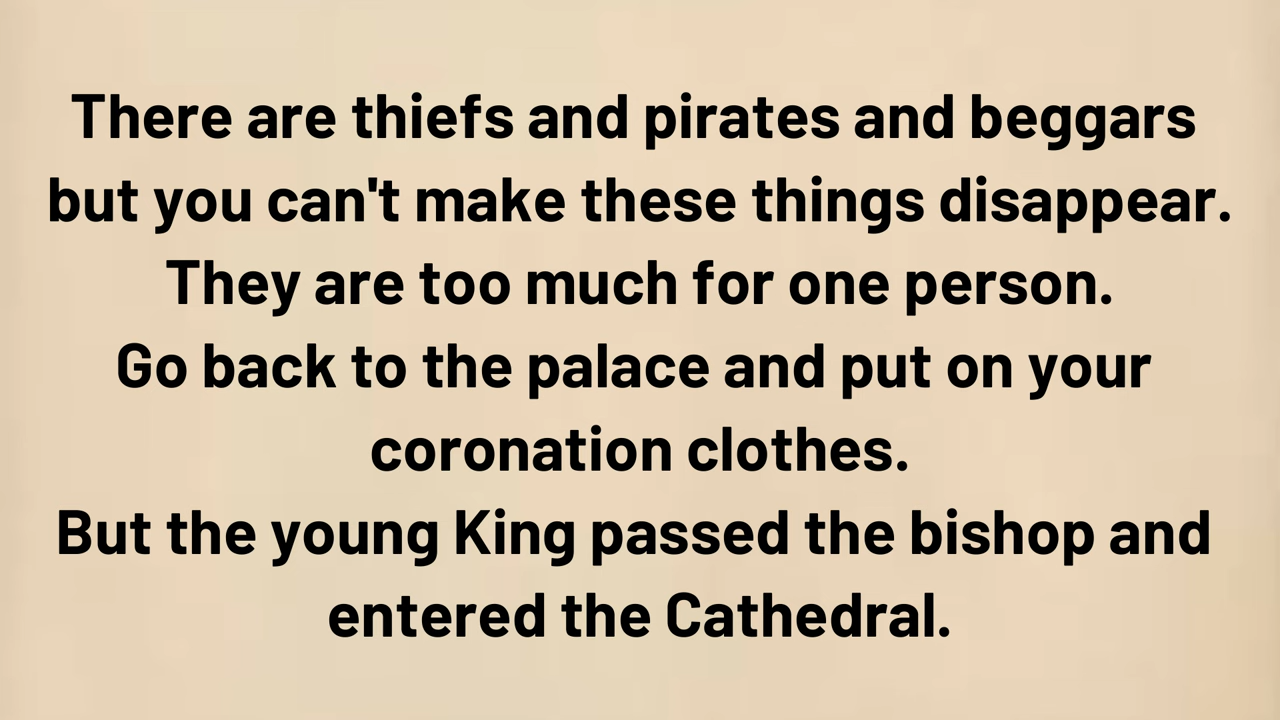 There are thiefs and pirates and beggars
but you can't make these things disappear.
They are too much for one person.
Go back to the palace and put on your
coronation clothes.
But the young King passed the bishop and
entered the Cathedral.